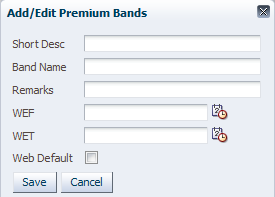 Add/Edit Premium Bands
Short Desc
Band Name
Remarks
WEF
WET
Web Default
Save Cancel